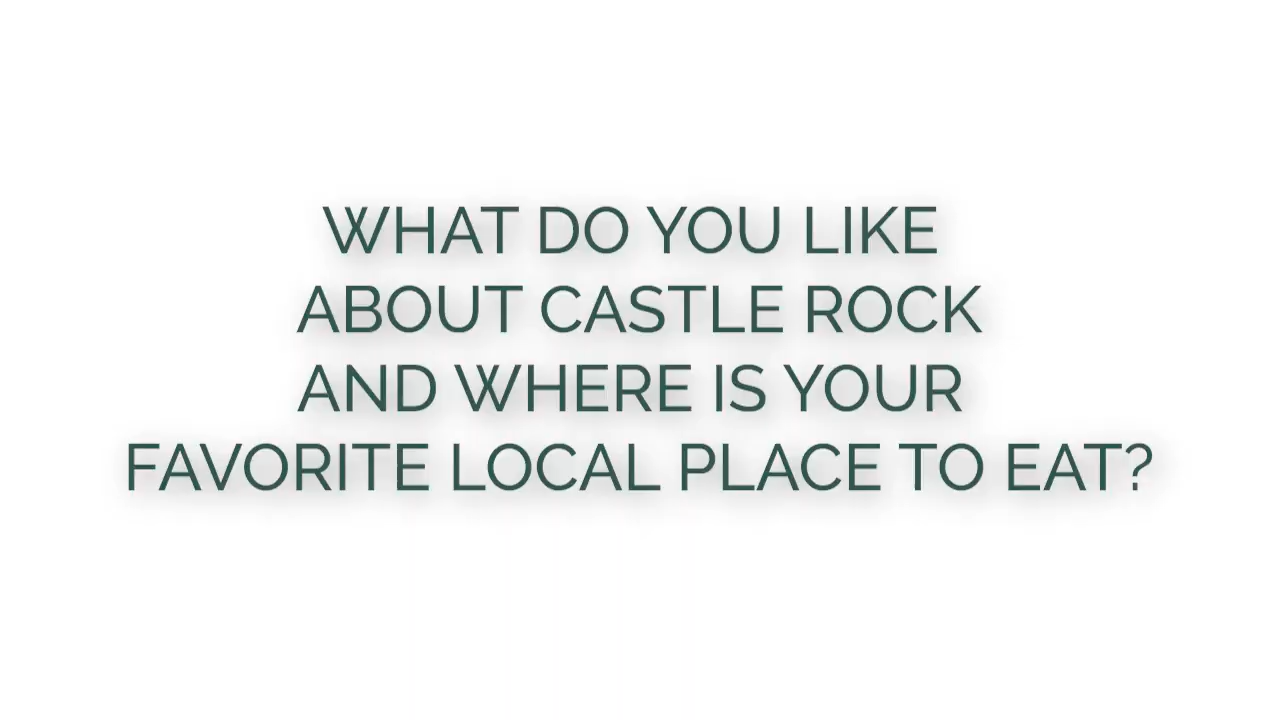 WHAT DO YOU LIKE
ABOUT CASTLE ROCK
AND WHERE IS YOUR
FAVORITE LOCAL PLACE TO EAT?